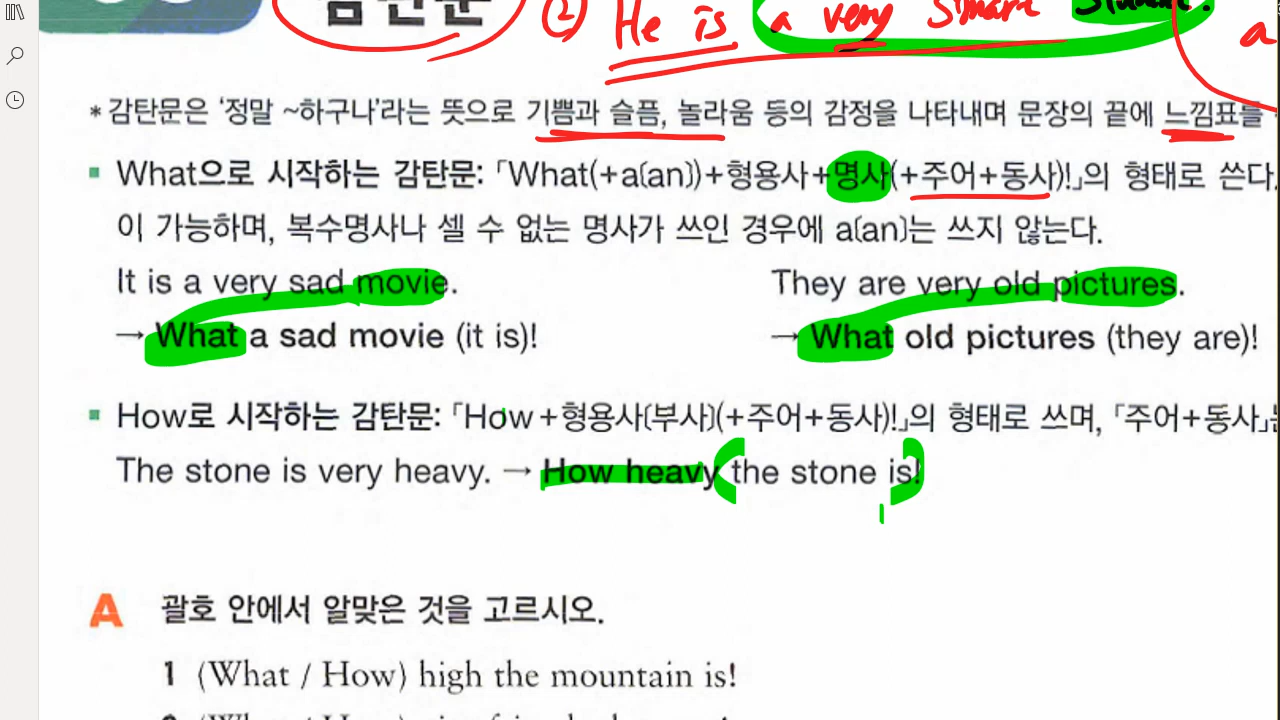 감탄문 ② He is a very smart student. a
* 감탄문은 '정말 ~하구나'라는 뜻으로 기쁨과 슬픔, 놀라움 등의 감정을 나타내며 문장의 끝에 느낌표를
What으로 시작하는 감탄문: 「What(+a(an))+형용사+명사(+주어+동사)!」의 형태로 쓴다.
이 가능하며, 복수명사나 셀 수 없는 명사가 쓰인 경우에 a(an)는 쓰지 않는다.
It is a very sad movie. They are very old pictures.
→ What a sad movie (it is)! → What old pictures (they are)!
How로 시작하는 감탄문: 「How+형용사(부사)(+주어+동사)!」의 형태로 쓰며, 「주어+동사」
The stone is very heavy. → How heavy (the stone is!)
A 괄호 안에서 알맞은 것을 고르시오.
1 (What / How) high the mountain is!